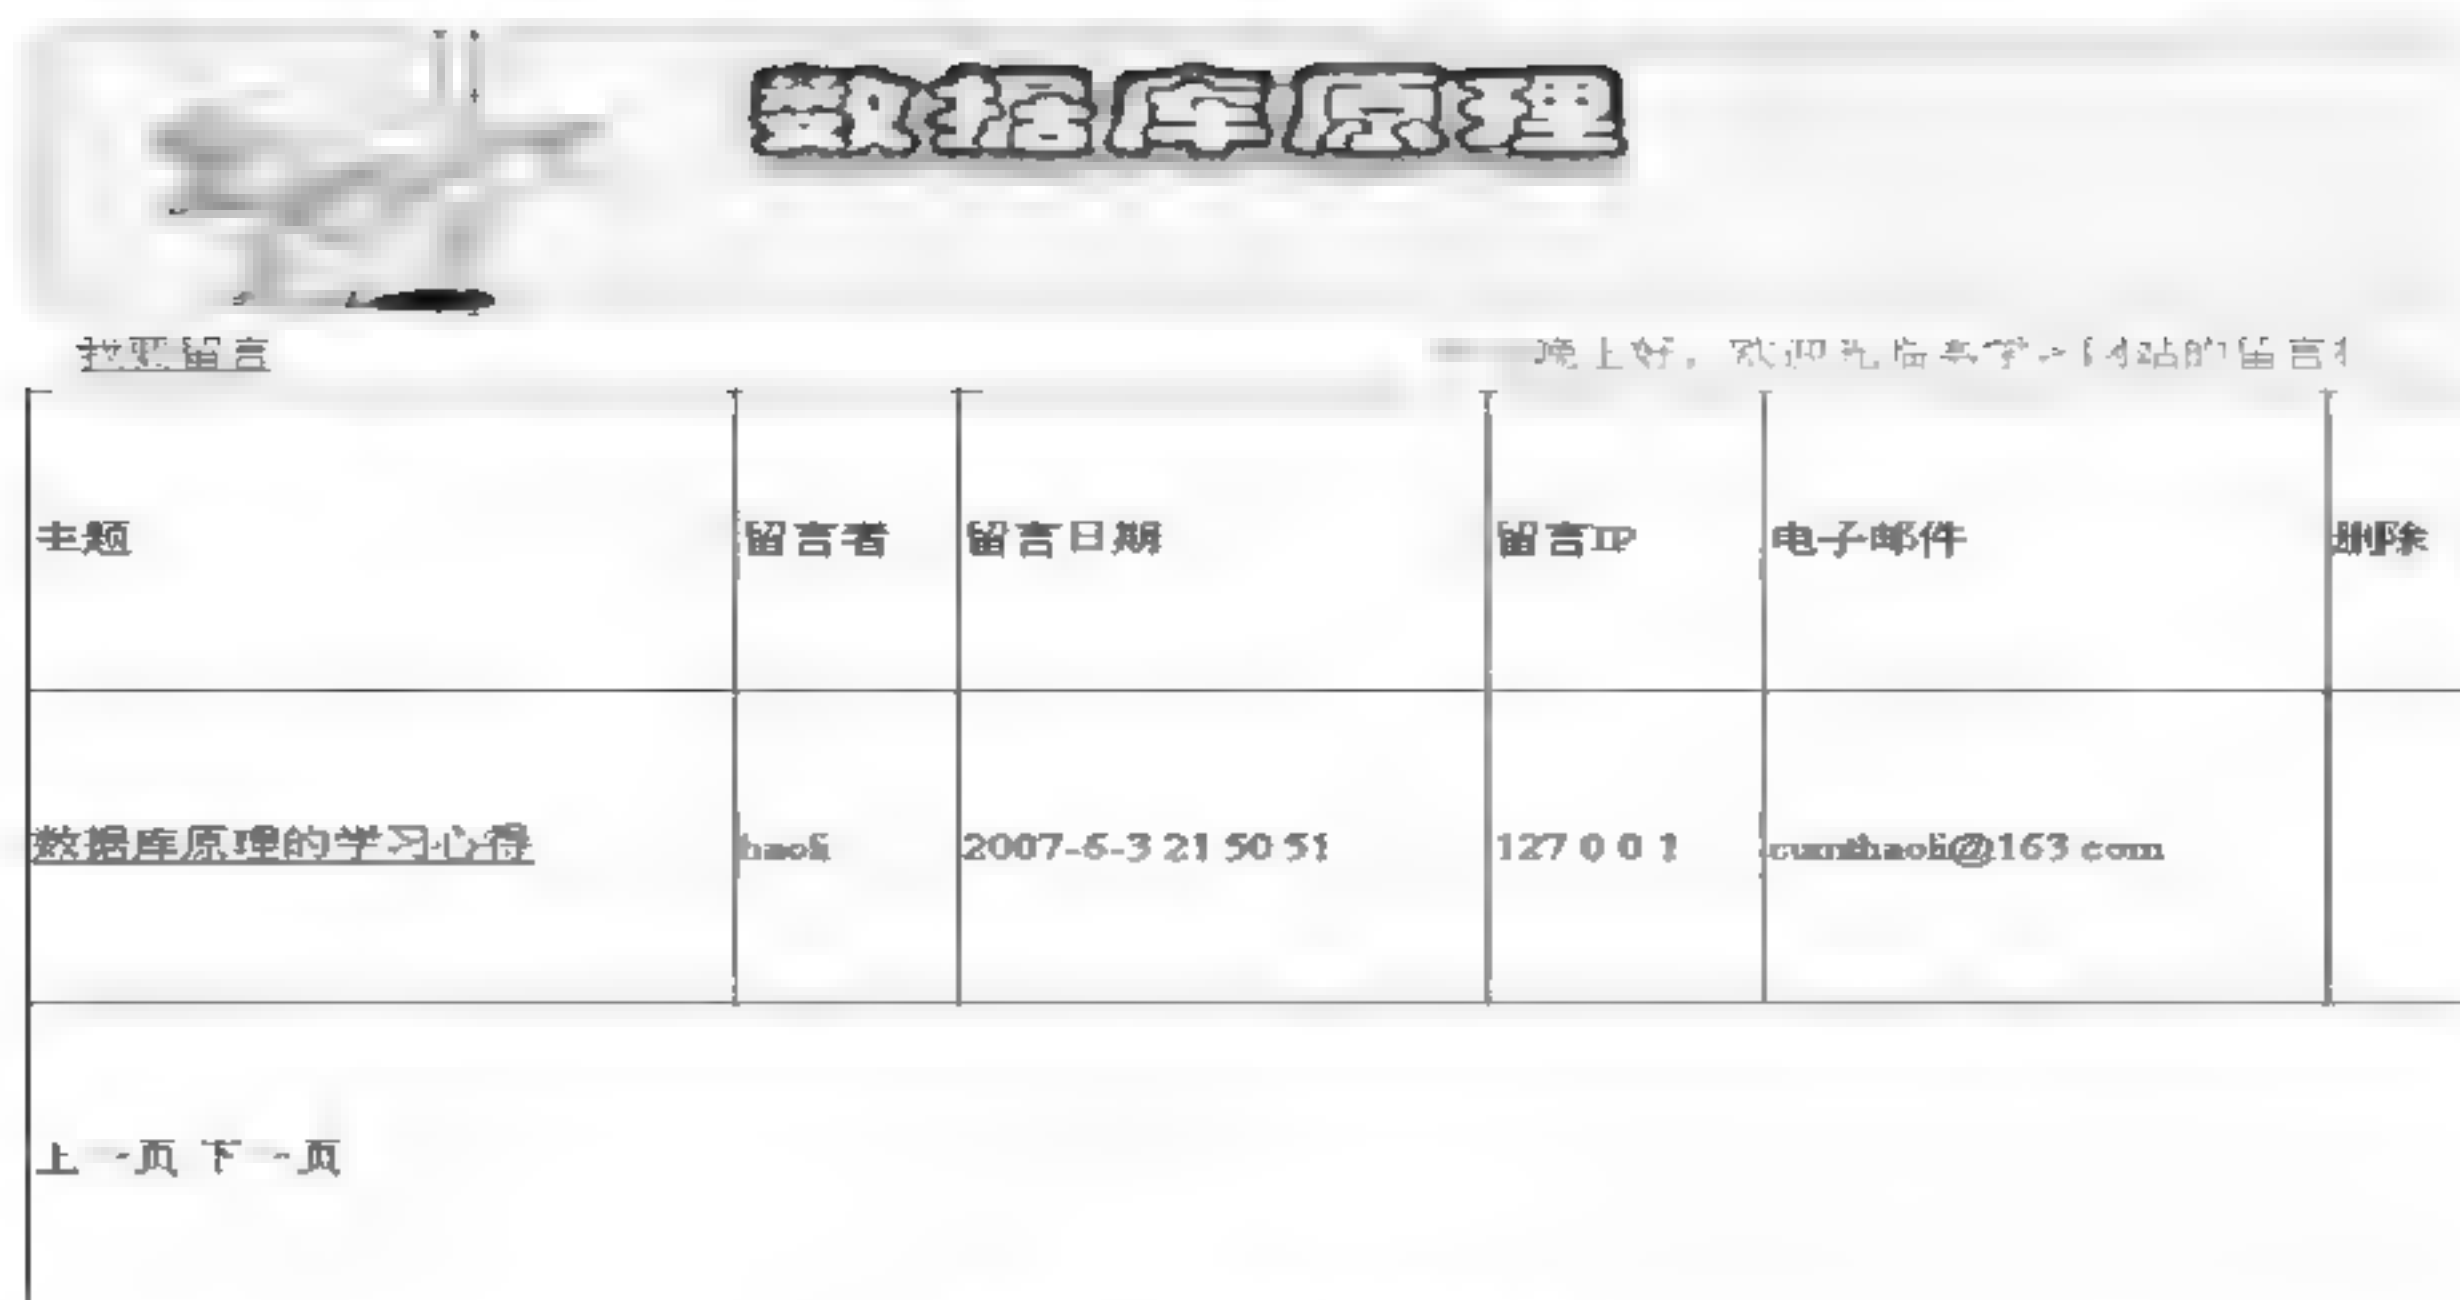 数据库原理
我要留言 晚上好，欢迎光临 学 网站的留言
主题 留言者 留言日期 留言IP 电子邮件 删除
数据库原理的学习心得 haoli 2007-6-3 21 50 51 127 0 0 1 @163 com
上一页 下一页